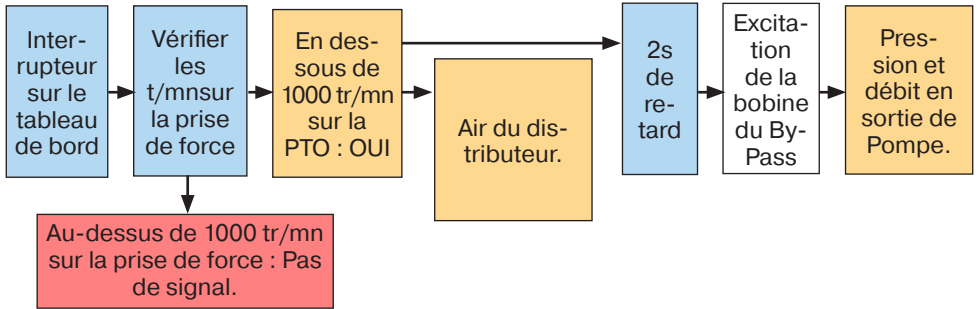 Inter-
rupteur
sur le
tableau
de bord
Vérifier
les
t/mnsur
la prise
de force
En des-
sous de
1000 tr/mn
sur la
PTO : OUI
Air du dis-
tributeur.
2s
de
re-
tard
Excita-
tion
de la
bobine
du By-
Pass
Pres-
sion et
débit en
sortie de
Pompe.
Au-dessus de 1000 tr/mn
sur la prise de force : Pas
de signal.